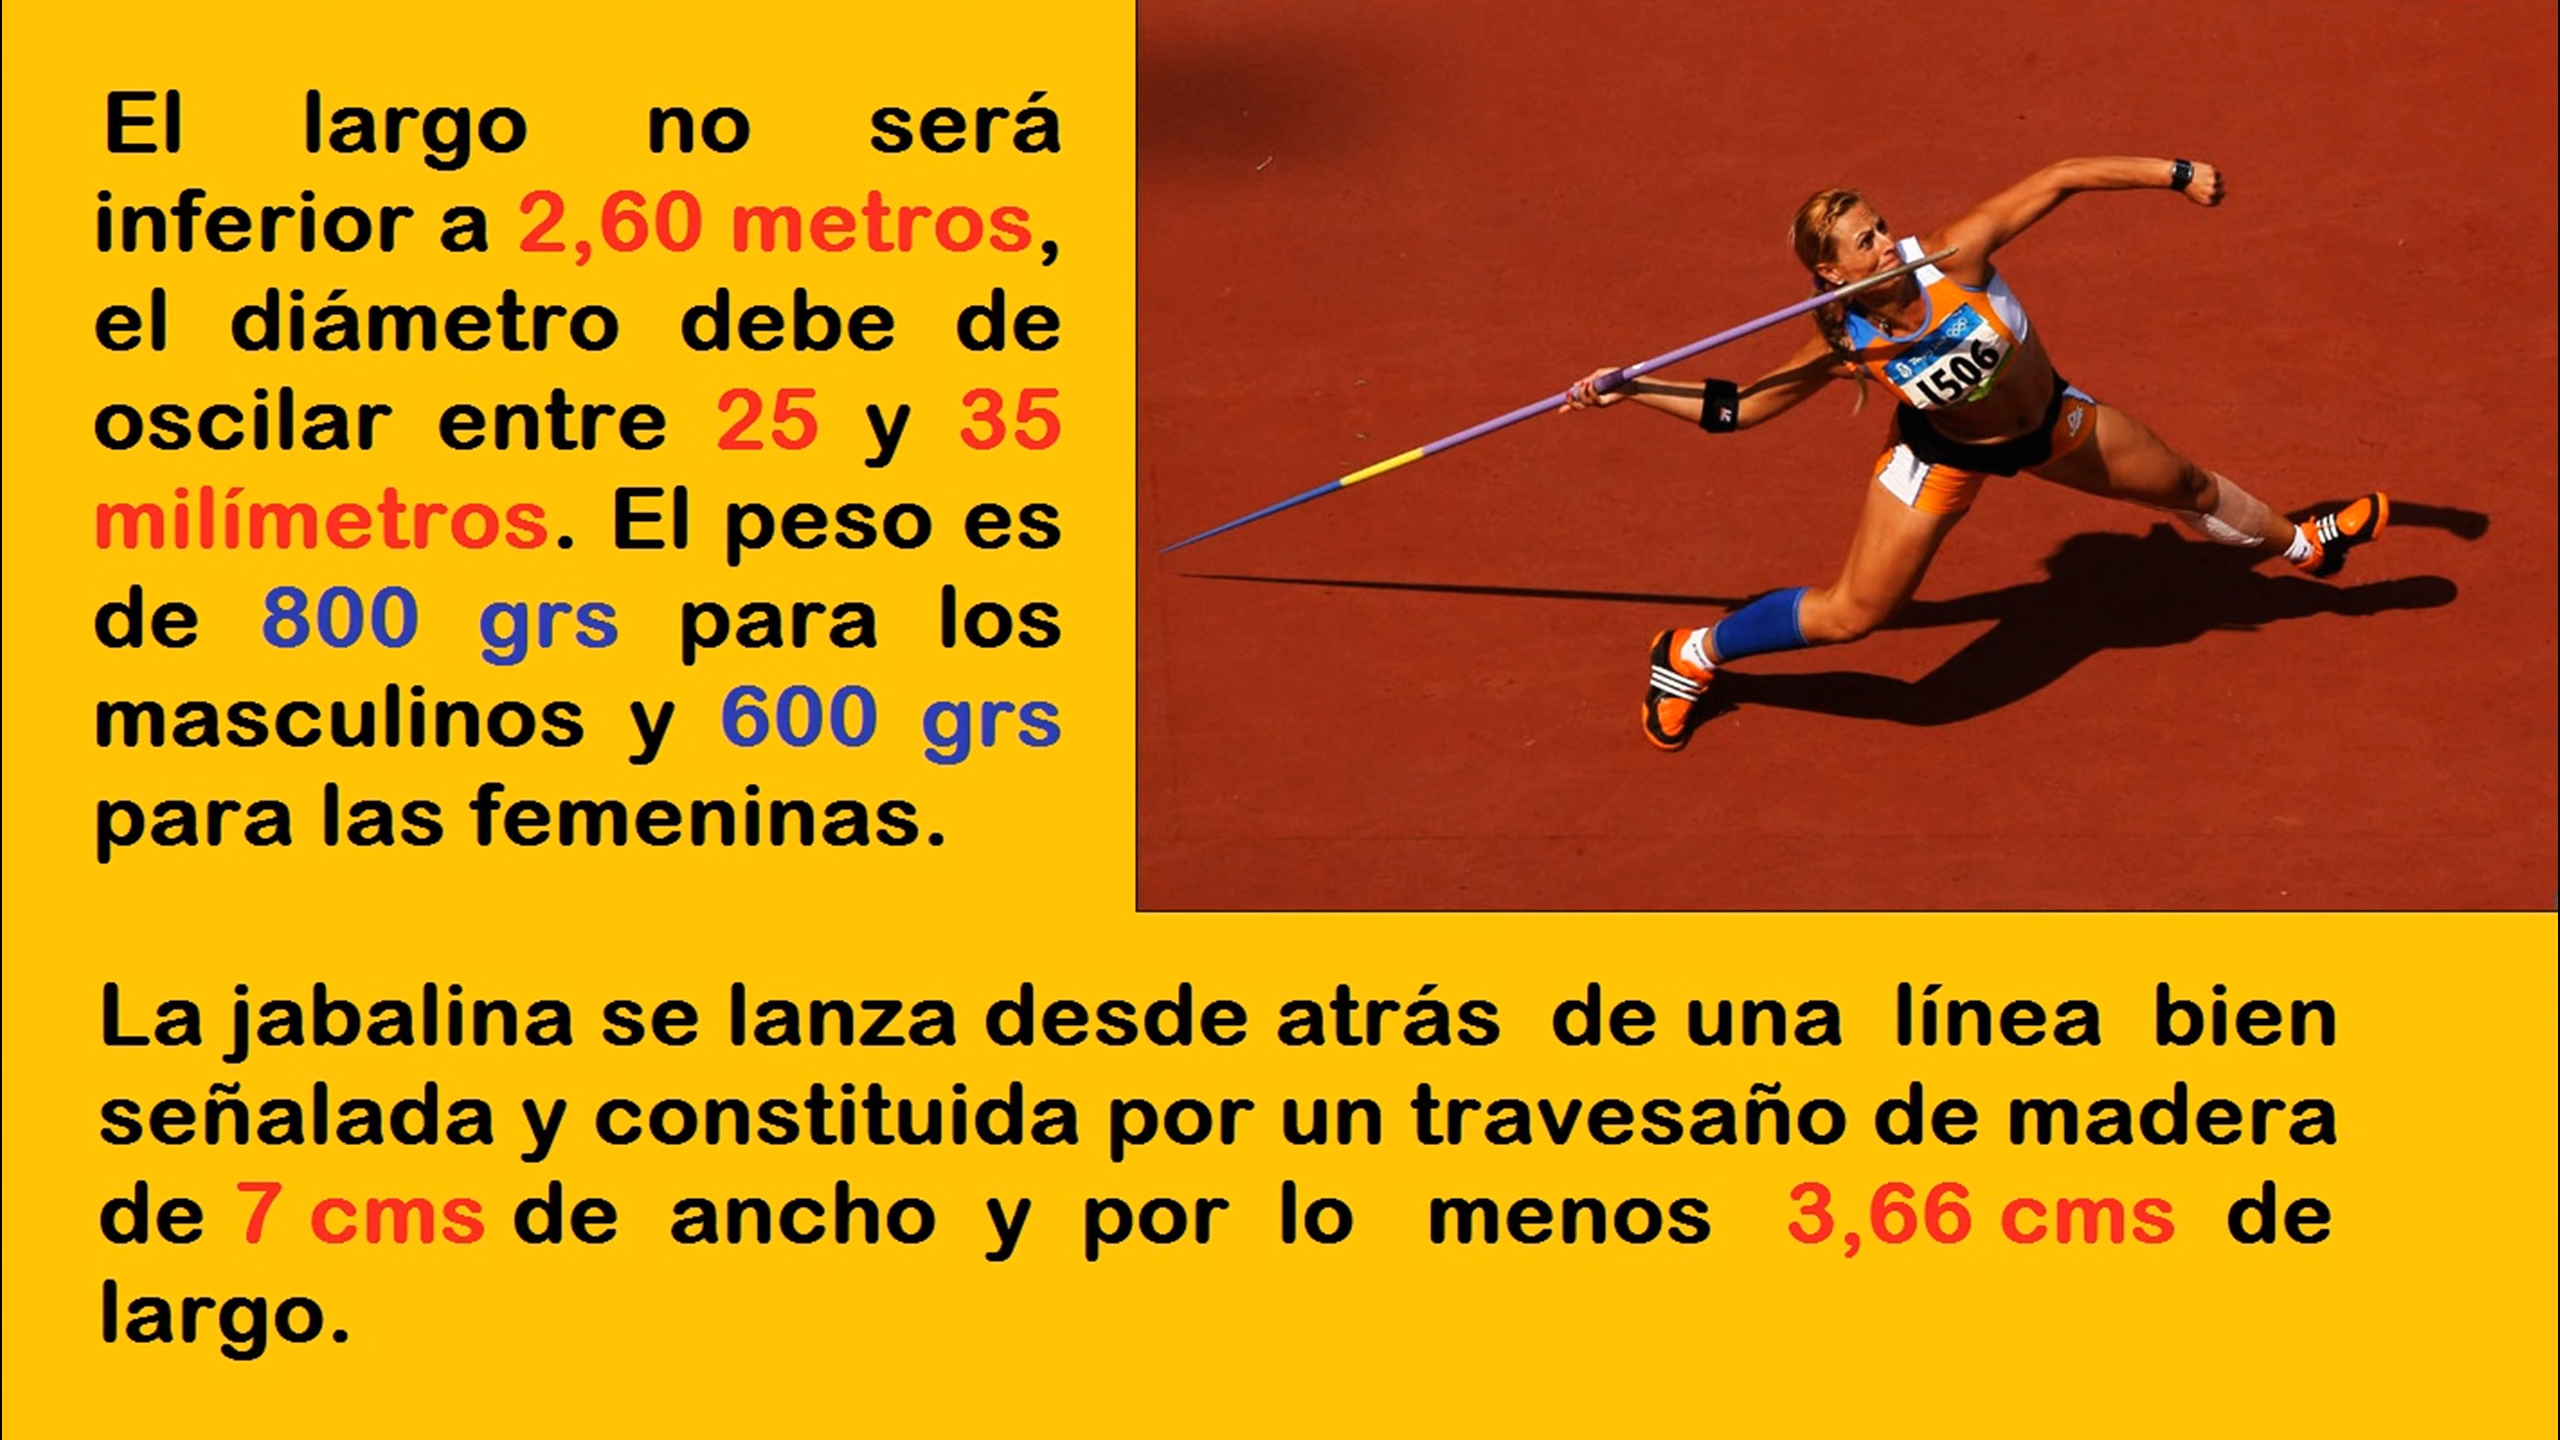 El largo no será
inferior a 2,60 metros,
el diámetro debe de
oscilar entre 25 y 35
milímetros. El peso es
de 800 grs para los
masculinos y 600 grs
para las femeninas.
1506
La jabalina se lanza desde atrás de una línea bien
señalada y constituida por un travesaño de madera
de 7 cms de ancho y por lo menos 3,66 cms de
largo.